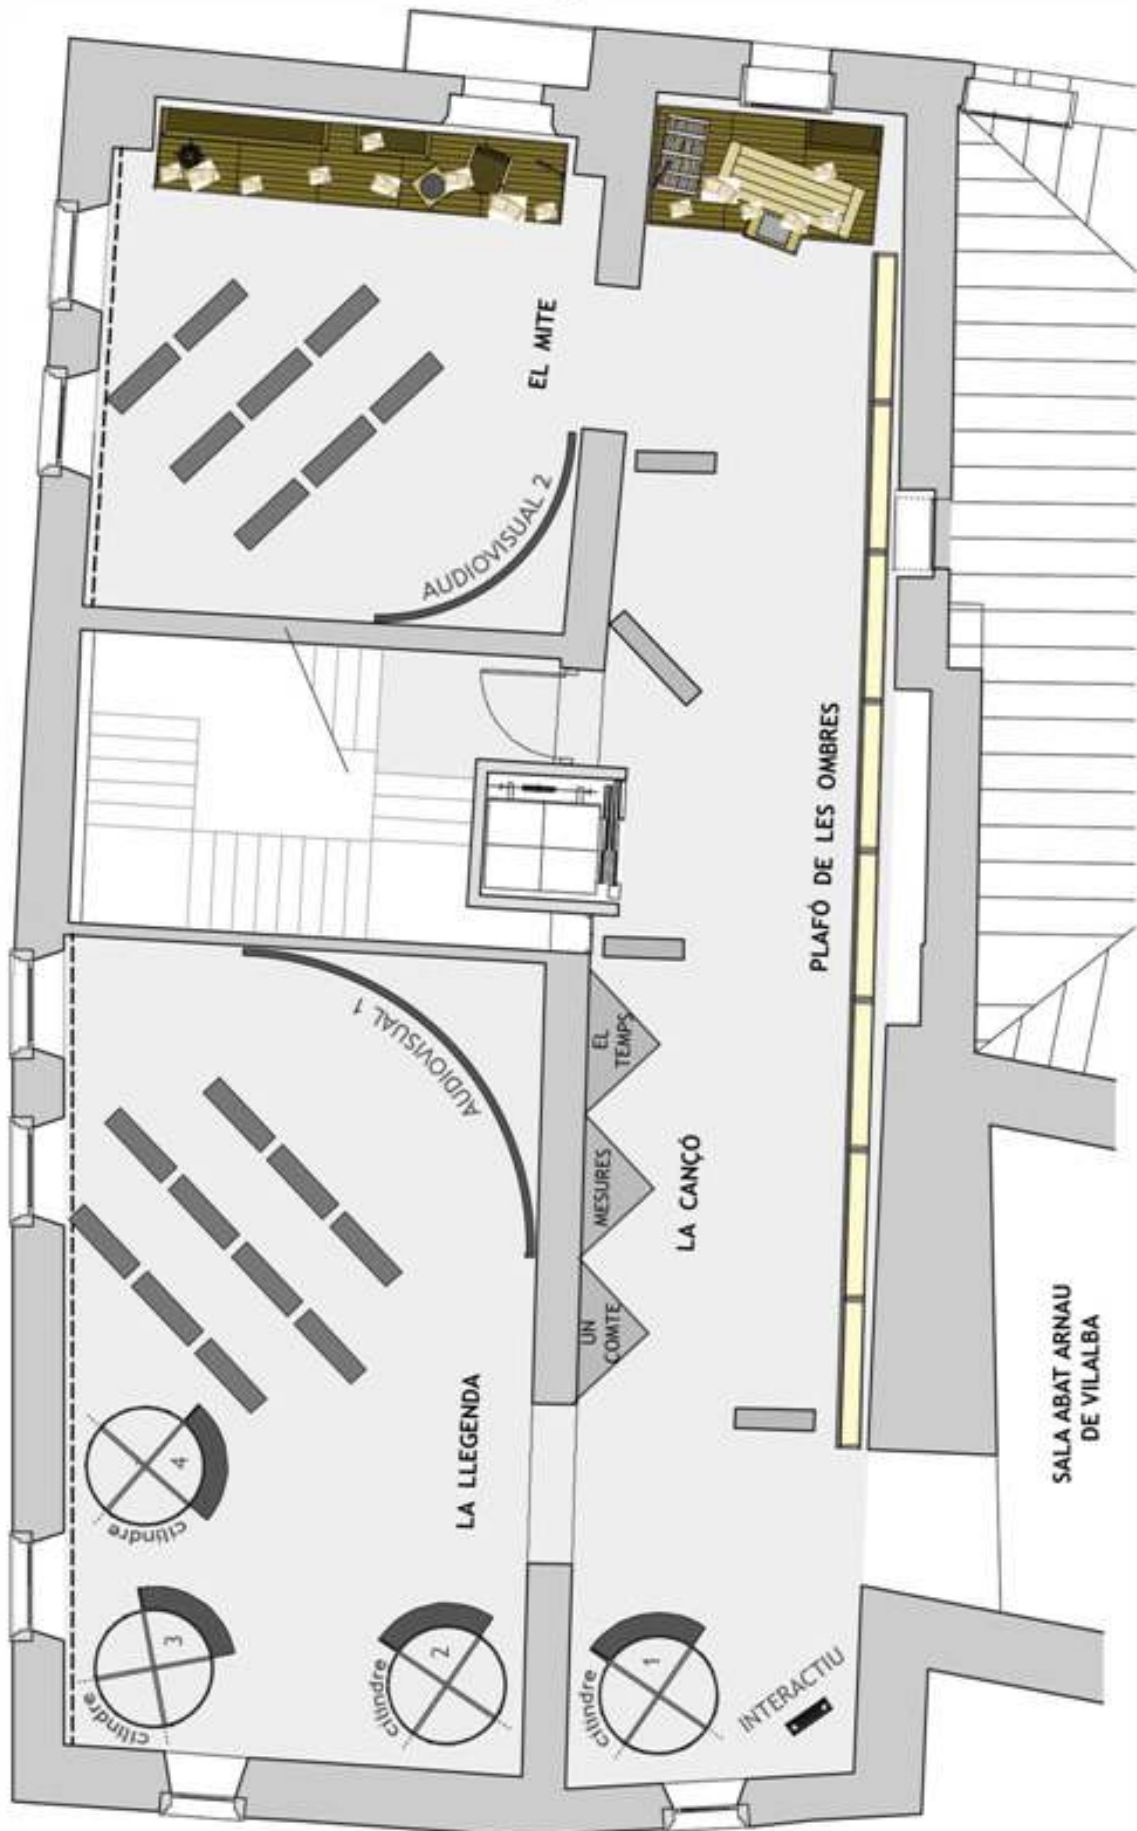 EL MITE
AUDIOVISUAL 2
PLAFÓ DE LES OMBRES
AUDIOVISUAL 1
EL
TEMPS
MESURES
UN
COMTE
LA CANÇÓ
LA LLEGENDA
SALA ABAT ARNAU
DE VILALBA
cilindre
4
cilindre
3
cilindre
2
cilindre
1
INTERACTIU